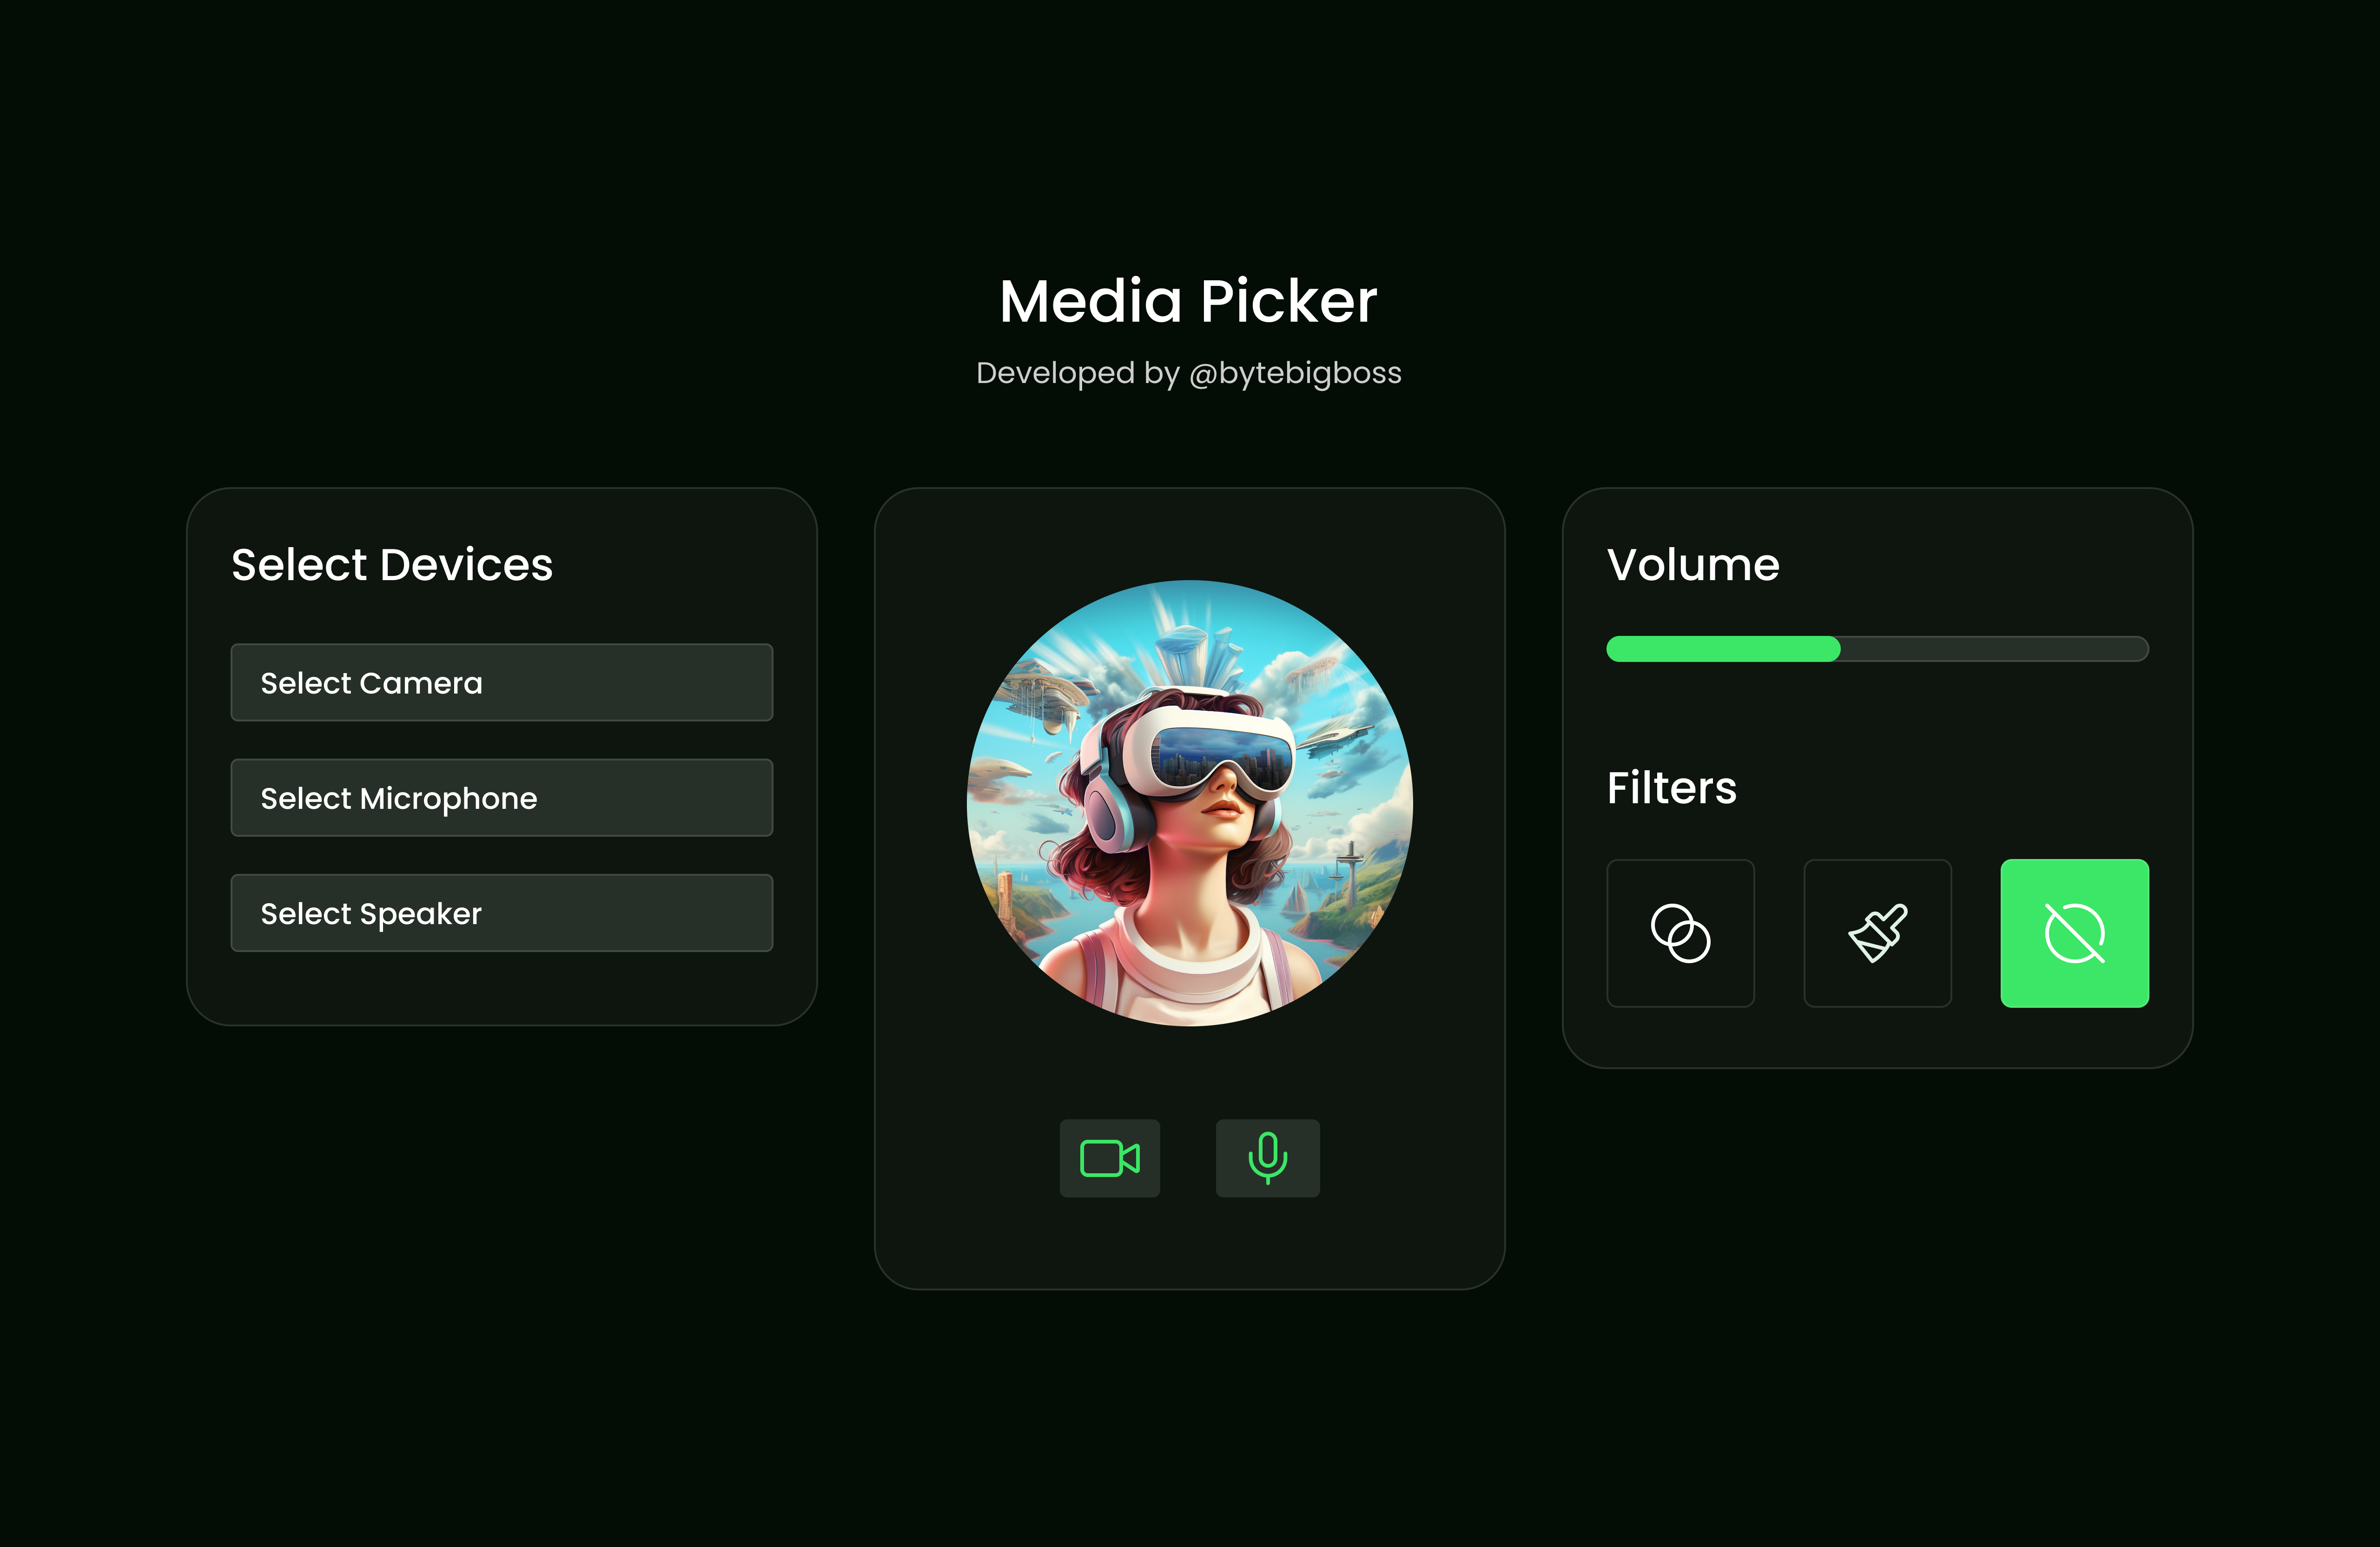 Media Picker
Developed by @bytebigboss
Select Devices
Select Camera
Select Microphone
Select Speaker
Volume
Filters